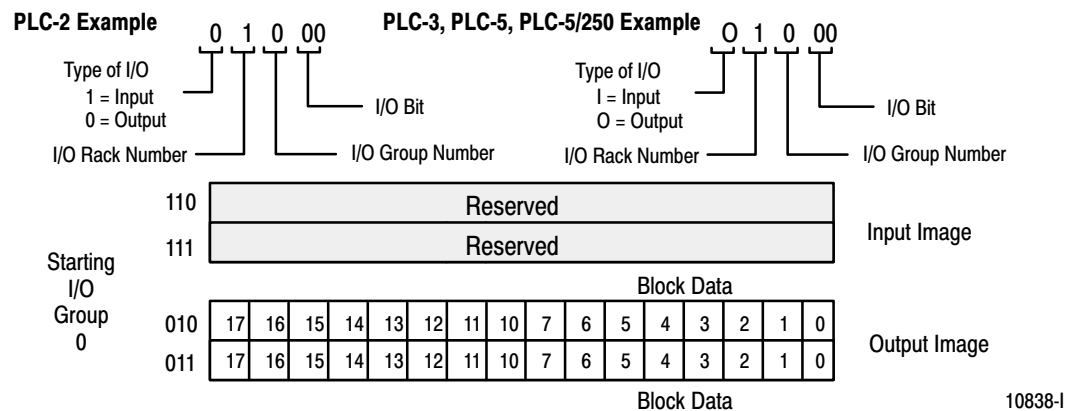 PLC-2 Example
0 1 0 00
Type of I/O
1 = Input
0 = Output
I/O Bit
I/O Rack Number
I/O Group Number
PLC-3, PLC-5, PLC-5/250 Example
O 1 0 00
Type of I/O
I = Input
O = Output
I/O Bit
I/O Rack Number
I/O Group Number
110 Reserved
111 Reserved
Input Image
Starting
I/O
Group
0
Block Data
010 17 16 15 14 13 12 11 10 7 6 5 4 3 2 1 0
011 17 16 15 14 13 12 11 10 7 6 5 4 3 2 1 0
Output Image
Block Data
10838-I